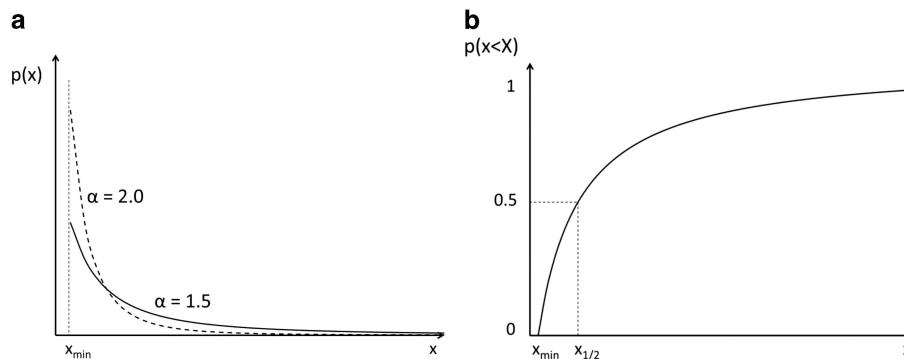 a
p(x)
α = 2.0
α = 1.5
x_min
x
b
p(x<X)
1
0.5
0
x_min
x_1/2